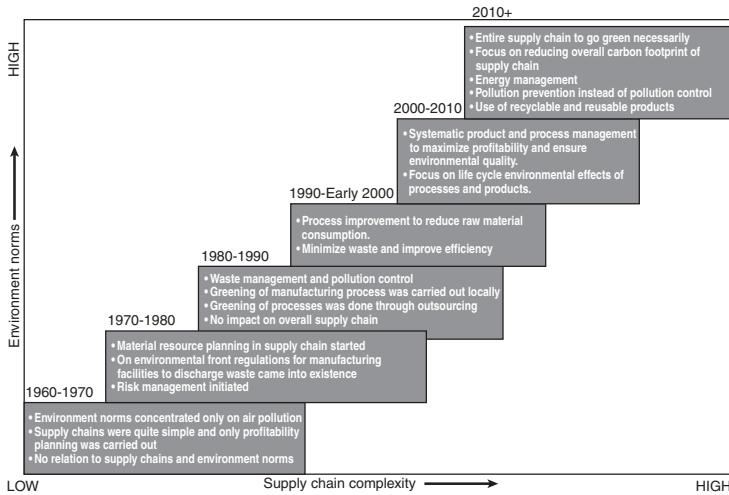 2010+
HIGH
• Entire supply chain to go green necessarily
• Focus on reducing overall carbon footprint of
supply chain
• Energy management
• Pollution prevention instead of pollution control
• Use of recyclable and reusable products
2000-2010
• Systematic product and process management
to maximize profitability and ensure
environmental quality.
• Focus on life cycle environmental effects of
processes and products.
1990-Early 2000
• Process improvement to reduce raw material
consumption.
• Minimize waste and improve efficiency
1980-1990
• Waste management and pollution control
• Greening of manufacturing process was carried out locally
• Greening of processes was done through outsourcing
• No impact on overall supply chain
Environment norms
1970-1980
• Material resource planning in supply chain started
• On environmental front regulations for manufacturing
facilities to discharge waste came into existence
• Risk management initiated
1960-1970
• Environment norms concentrated only on air pollution
• Supply chains were quite simple and only profitability
planning was carried out
• No relation to supply chains and environment norms
LOW
Supply chain complexity
HIGH